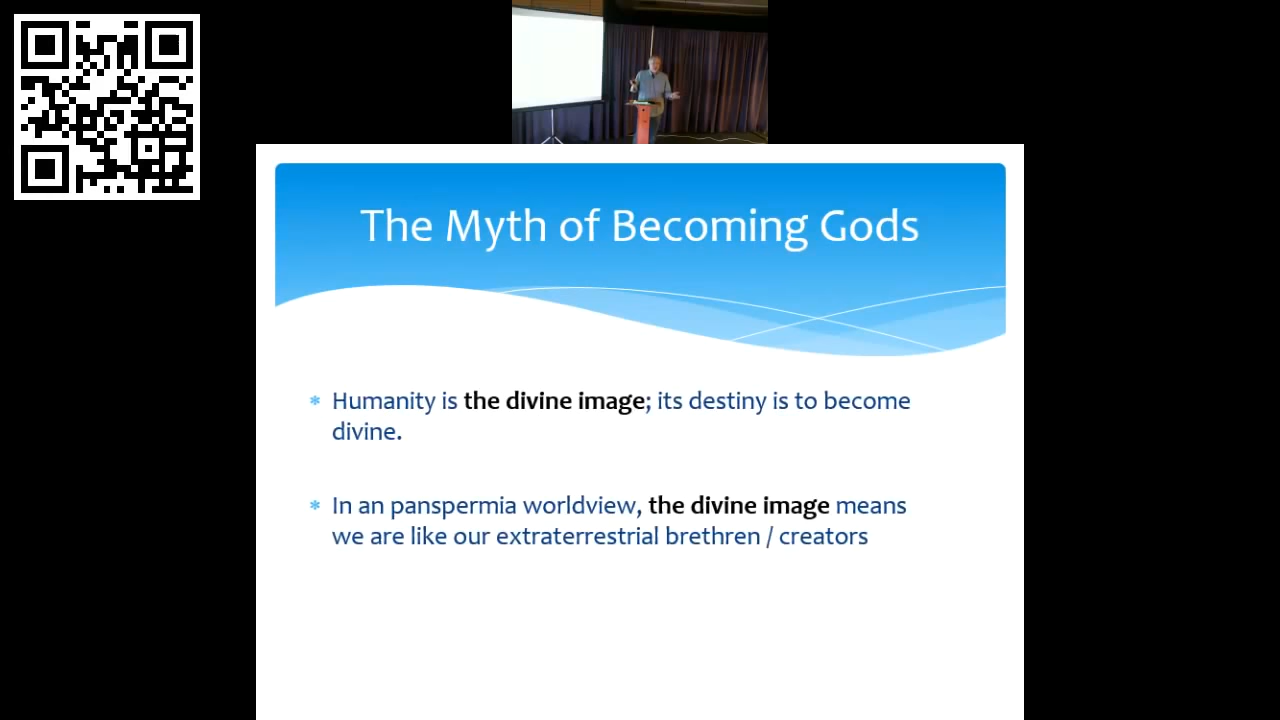 The Myth of Becoming Gods
* Humanity is the divine image; its destiny is to become
divine.
* In an panspermia worldview, the divine image means
we are like our extraterrestrial brethren / creators